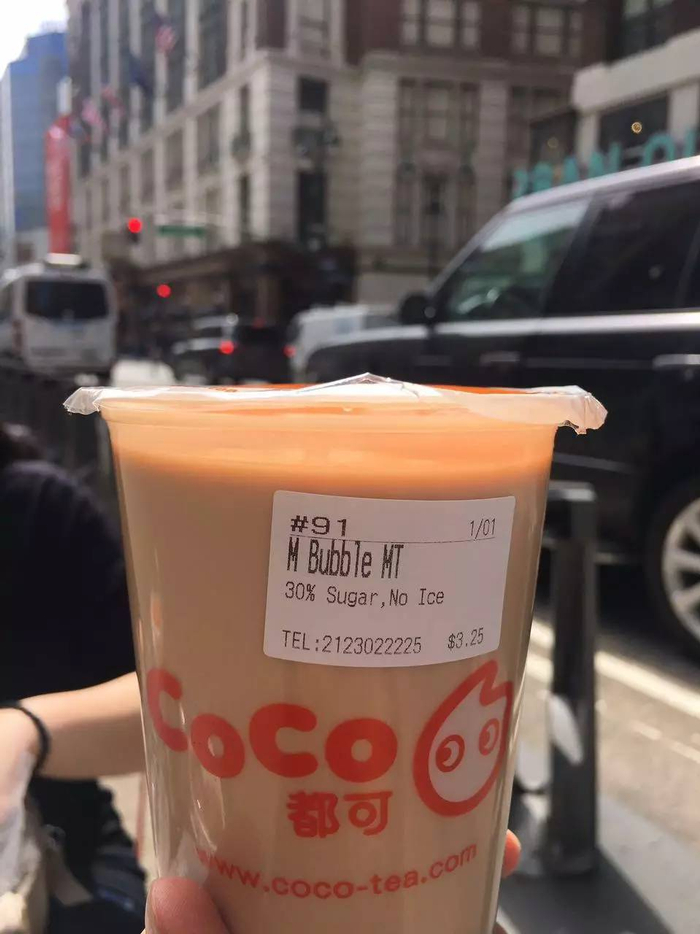 #91 1/01
M Bubble MT
30% Sugar,No Ice
TEL:2123022225 $3.25
CoCo
都可
www.coco-tea.com